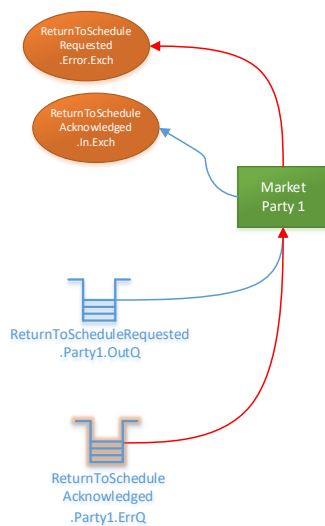 ReturnToSchedule
Requested
.Error.Exch
ReturnToSchedule
Acknowledged
.In.Exch
Market
Party 1
ReturnToScheduleRequested
.Party1.OutQ
ReturnToSchedule
Acknowledged
.Party1.ErrQ